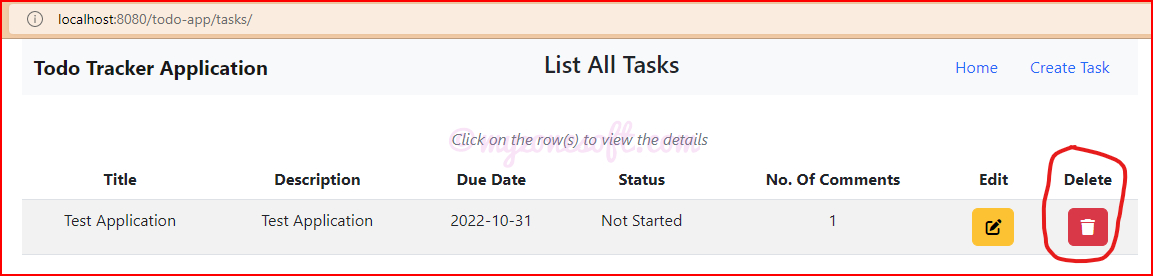 localhost:8080/todo-app/tasks/
Todo Tracker Application List All Tasks Home Create Task
Click on the row(s) to view the details
©myeonesoft.com
Title Description Due Date Status No. Of Comments Edit Delete
Test Application Test Application 2022-10-31 Not Started 1